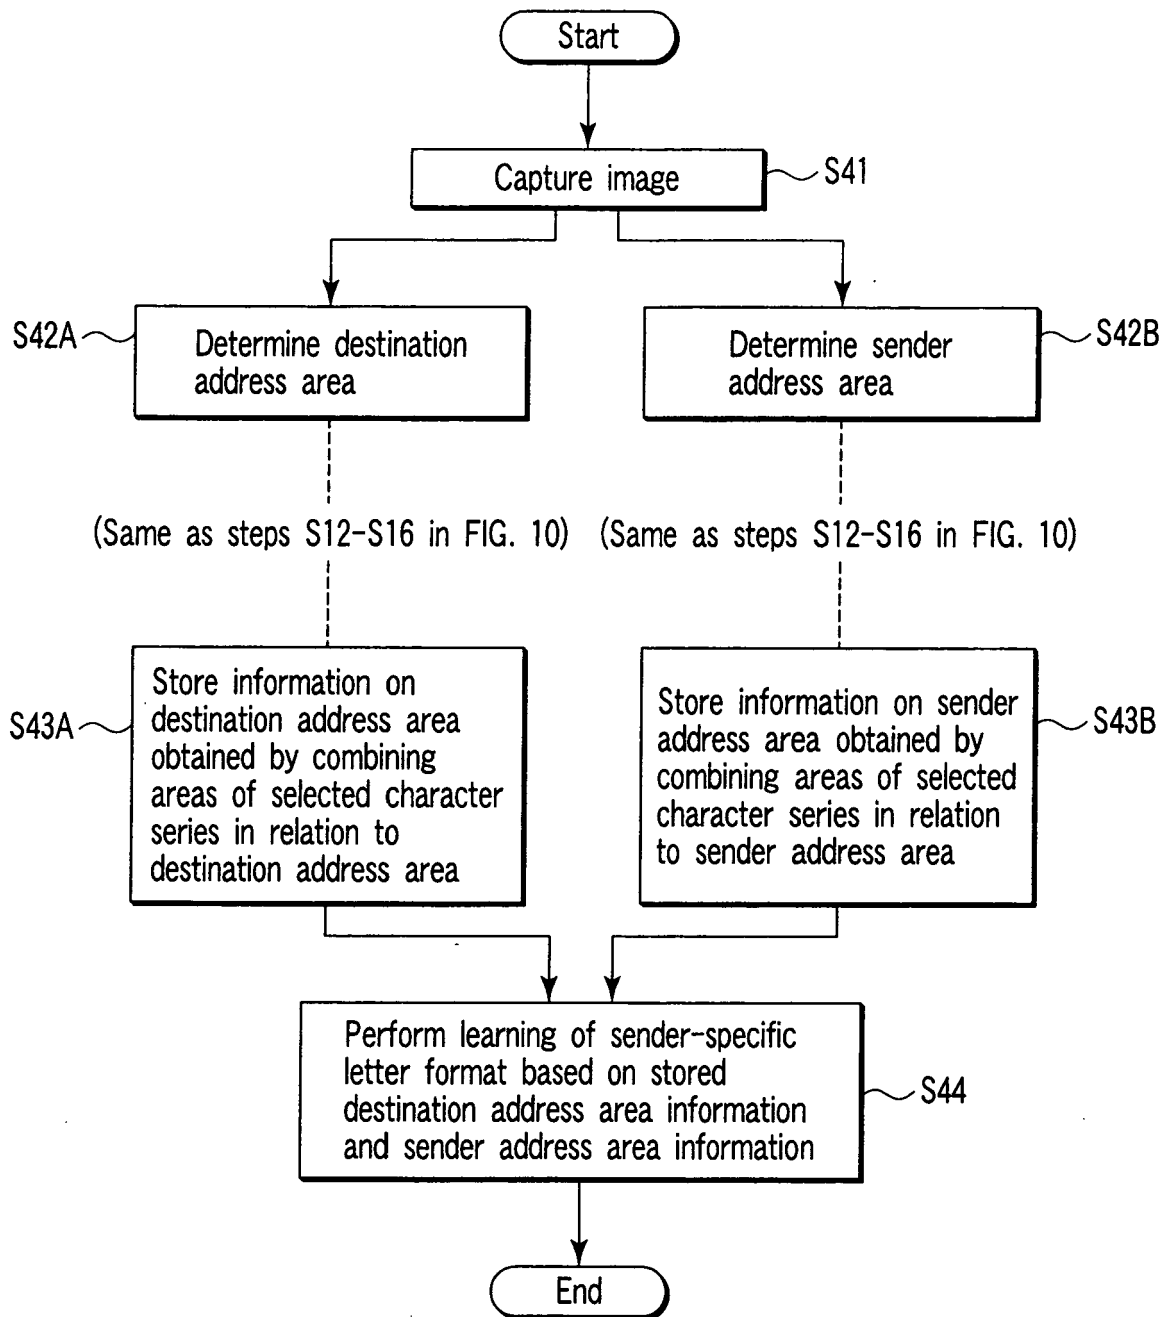 Start
Capture image
S41
S42A
Determine destination
address area
Determine sender
address area
S42B
(Same as steps S12-S16 in FIG. 10)
(Same as steps S12-S16 in FIG. 10)
S43A
Store information on
destination address area
obtained by combining
areas of selected character
series in relation to
destination address area
Store information on sender
address area obtained by
combining areas of selected
character series in relation
to sender address area
S43B
Perform learning of sender-specific
letter format based on stored
destination address area information
and sender address area information
S44
End